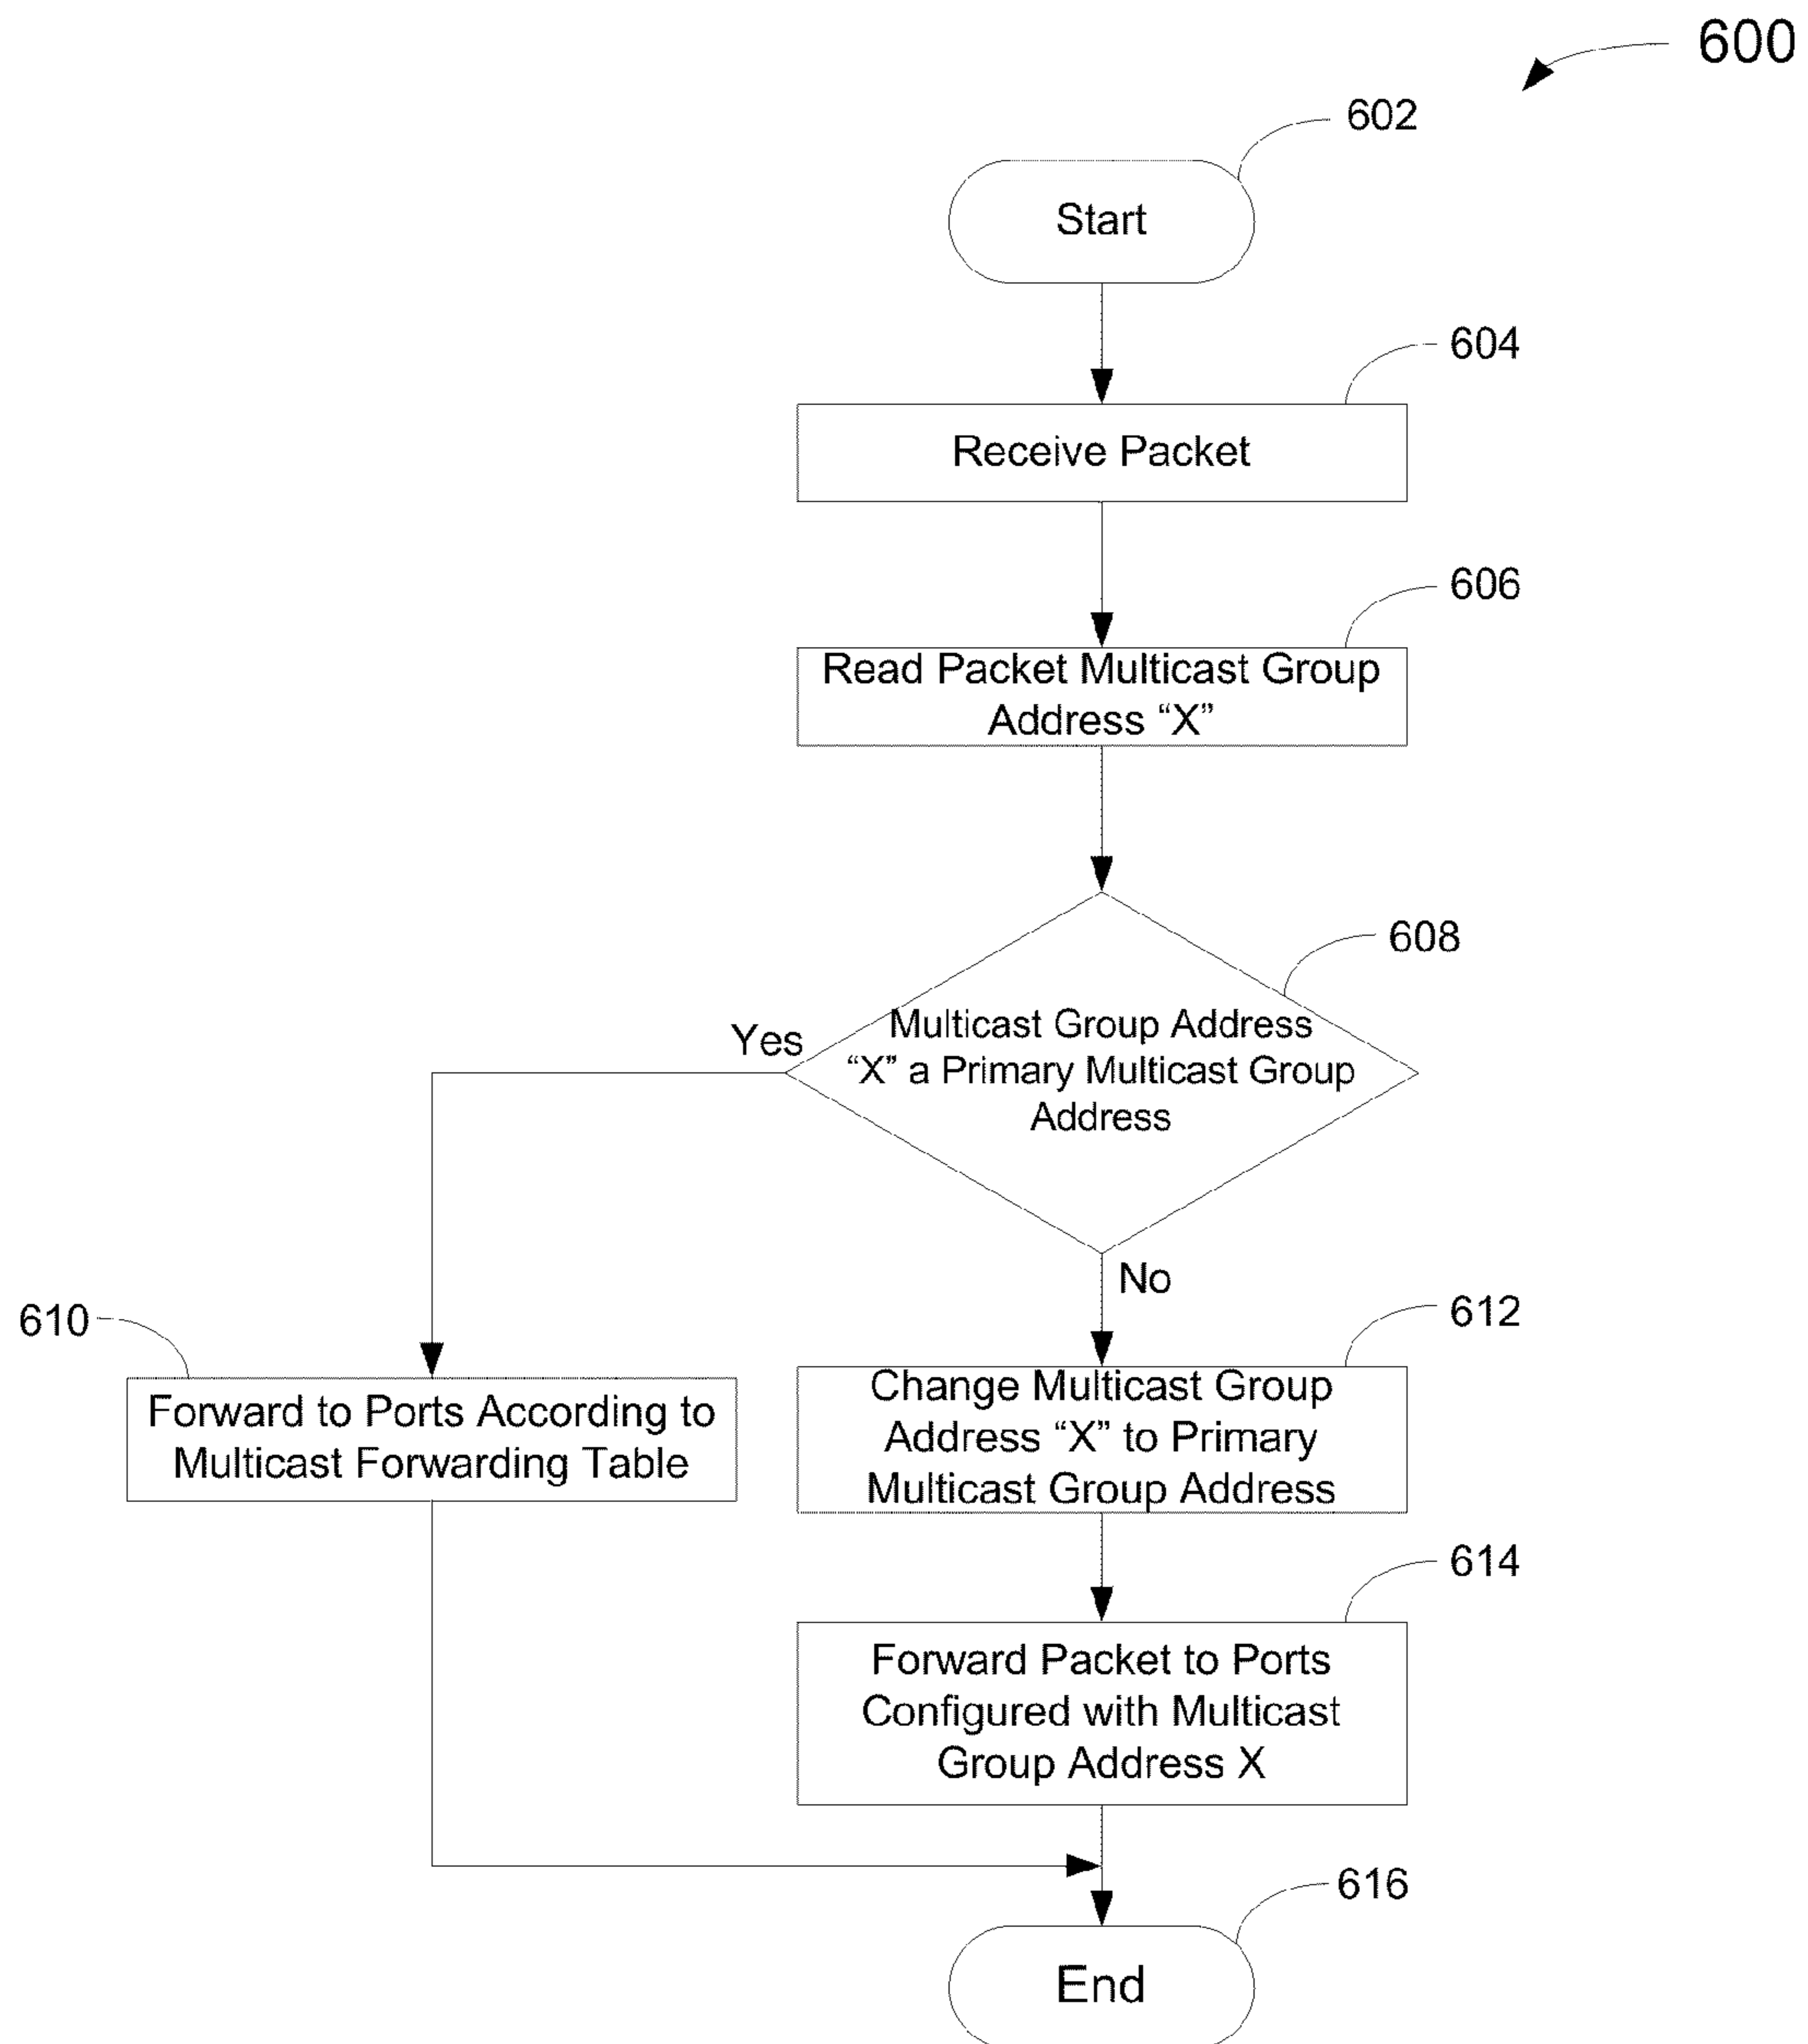 600
602
Start
604
Receive Packet
606
Read Packet Multicast Group
Address “X”
608
Multicast Group Address
“X” a Primary Multicast Group
Address
Yes
No
610
Forward to Ports According to
Multicast Forwarding Table
612
Change Multicast Group
Address “X” to Primary
Multicast Group Address
614
Forward Packet to Ports
Configured with Multicast
Group Address X
616
End